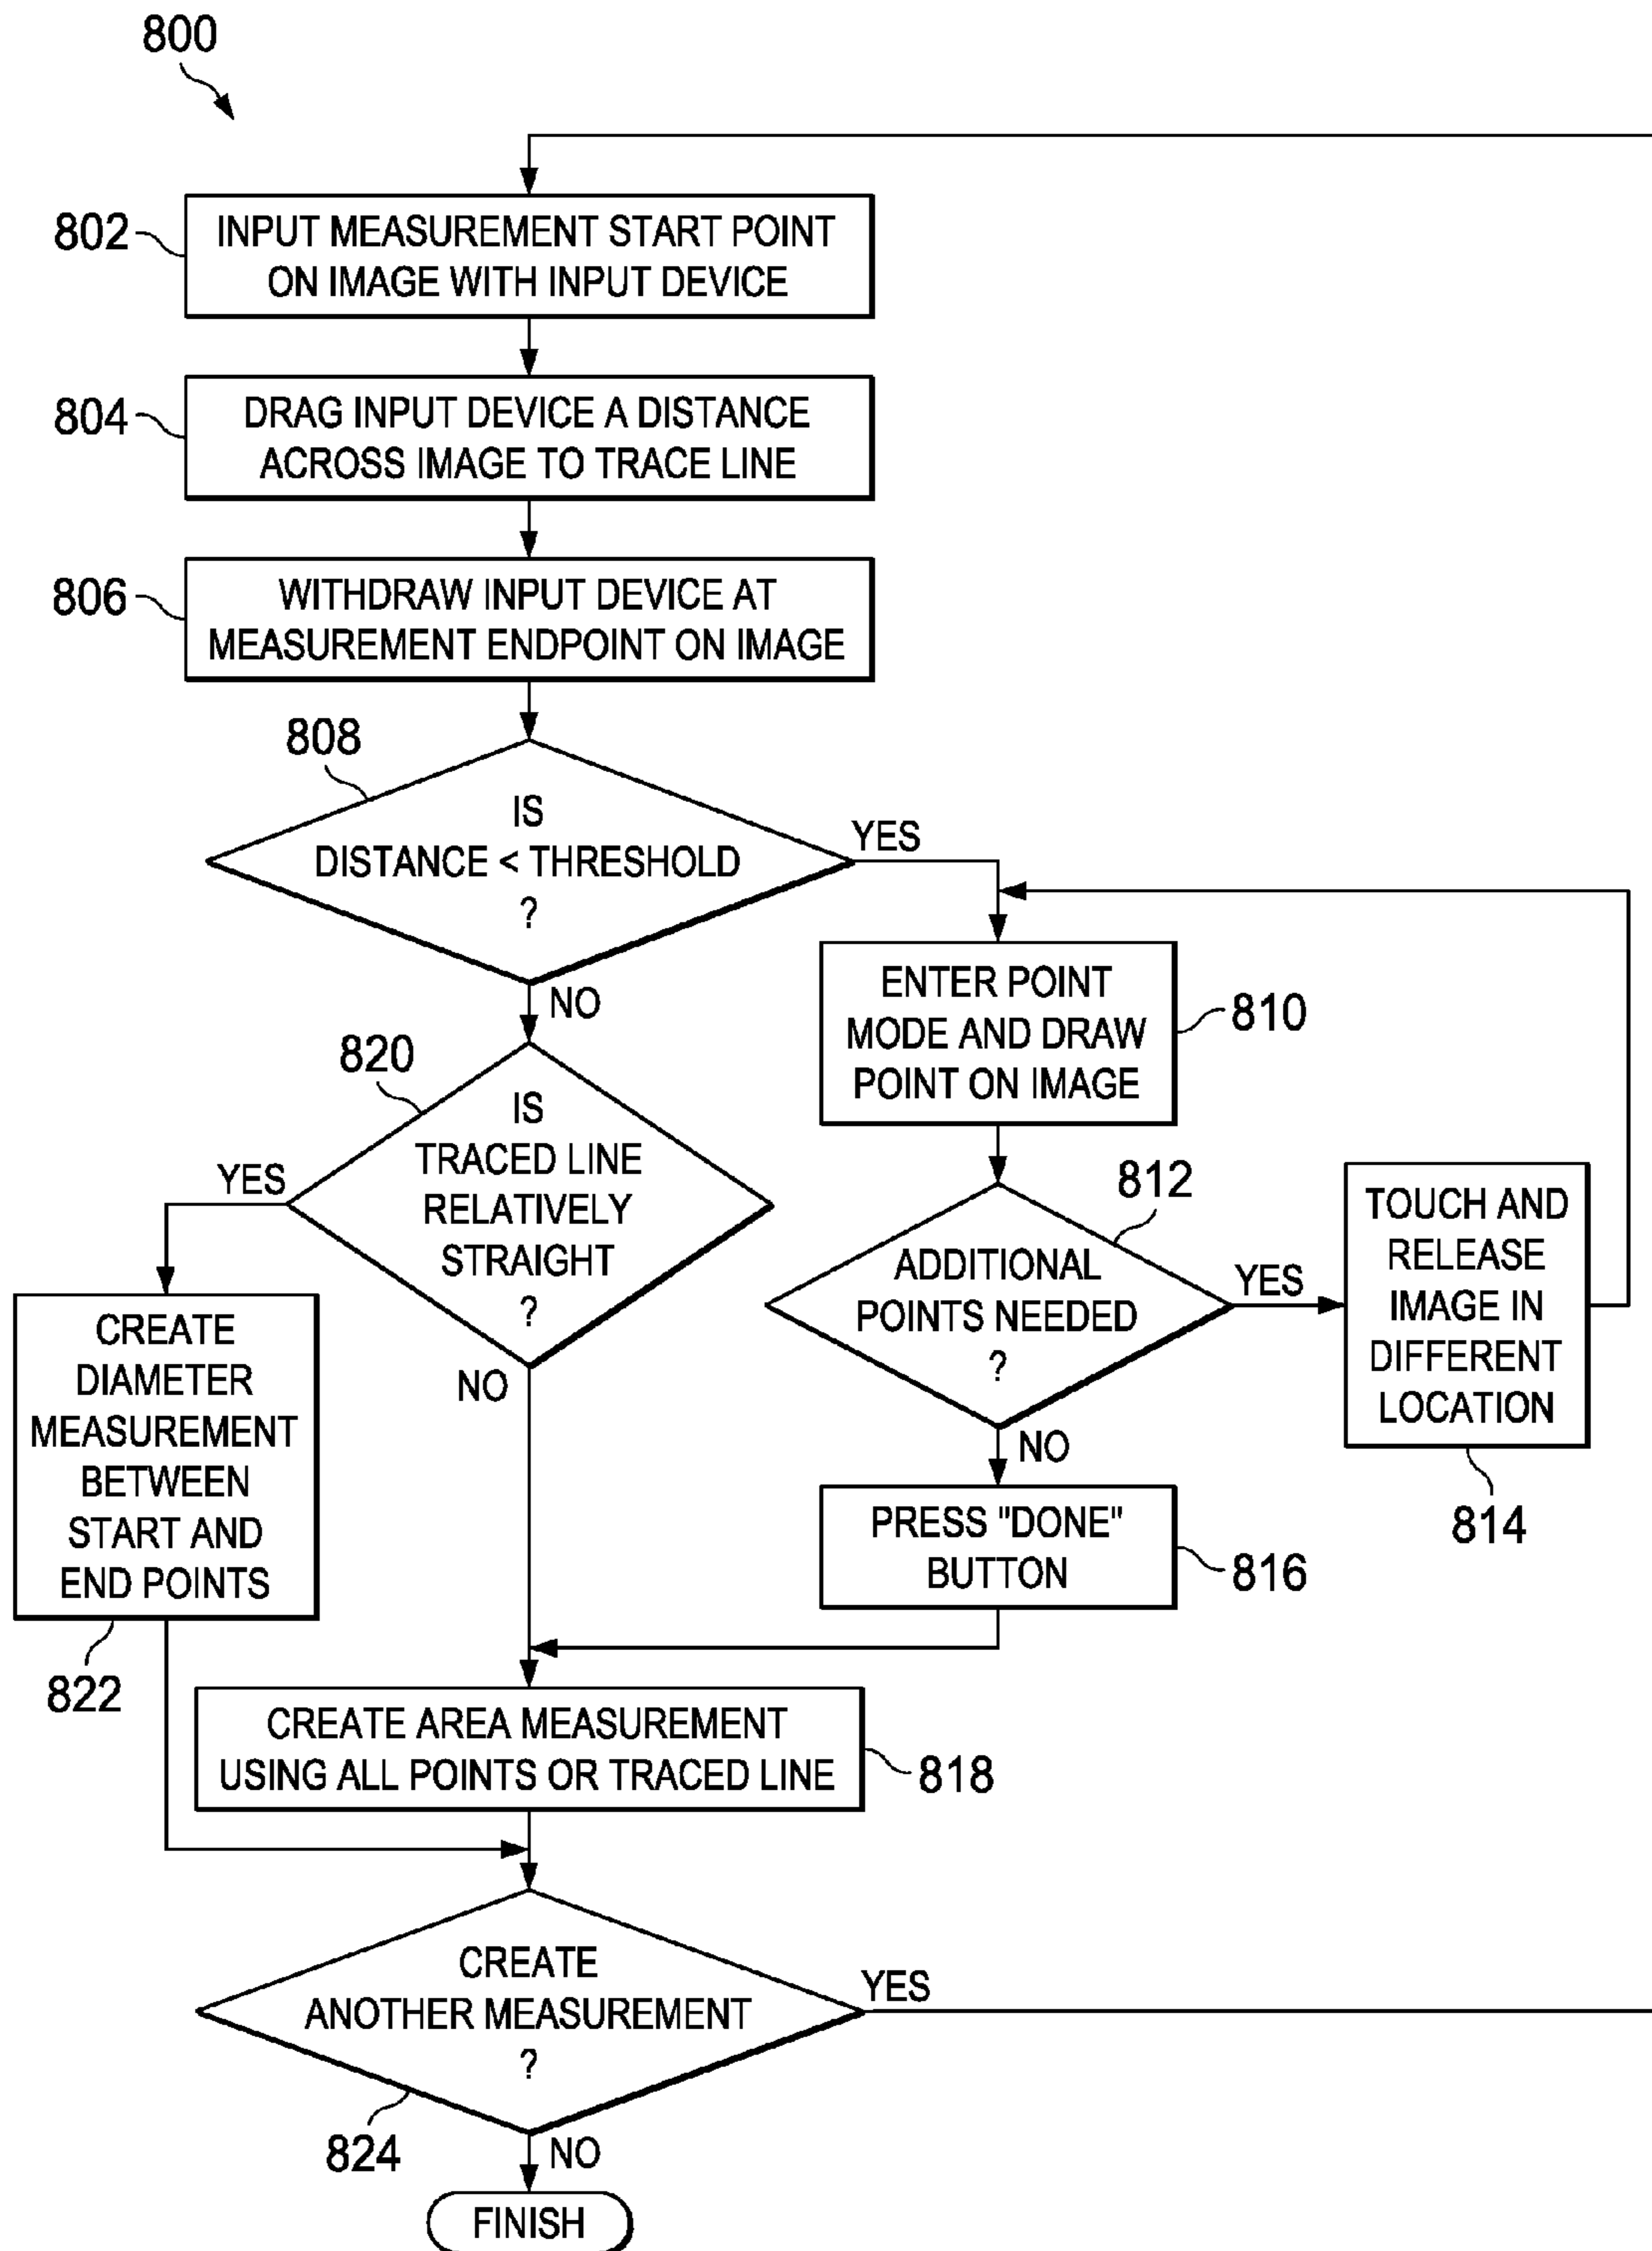 800
802
INPUT MEASUREMENT START POINT
ON IMAGE WITH INPUT DEVICE
804
DRAG INPUT DEVICE A DISTANCE
ACROSS IMAGE TO TRACE LINE
806
WITHDRAW INPUT DEVICE AT
MEASUREMENT ENDPOINT ON IMAGE
808
IS
DISTANCE < THRESHOLD
?
YES
NO
ENTER POINT
MODE AND DRAW
POINT ON IMAGE
810
820
IS
TRACED LINE
RELATIVELY
STRAIGHT
?
YES
NO
812
ADDITIONAL
POINTS NEEDED
?
YES
NO
TOUCH AND
RELEASE
IMAGE IN
DIFFERENT
LOCATION
814
CREATE
DIAMETER
MEASUREMENT
BETWEEN
START AND
END POINTS
822
PRESS "DONE"
BUTTON
816
CREATE AREA MEASUREMENT
USING ALL POINTS OR TRACED LINE
818
CREATE
ANOTHER MEASUREMENT
?
YES
824
NO
FINISH